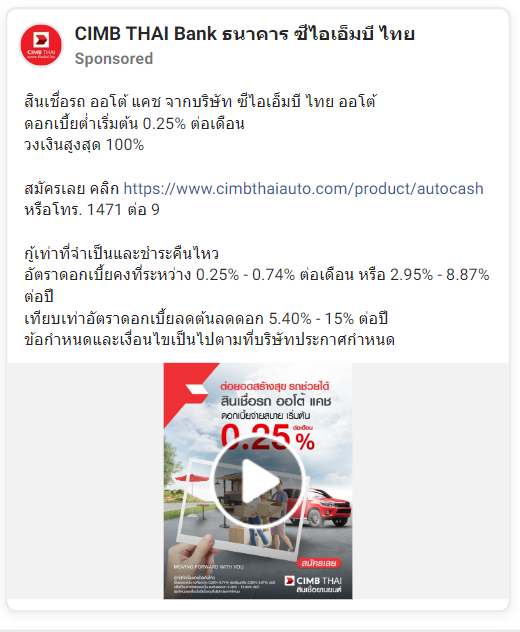 CIMB THAI Bank ธนาคาร ซีไอเอ็มบี ไทย
Sponsored
สินเชื่อรถ ออโต้ แคช จากบริษัท ซีไอเอ็มบี ไทย ออโต้
ดอกเบี้ยต่ำเริ่มต้น 0.25% ต่อเดือน
วงเงินสูงสุด 100%
สมัครเลย คลิก https://www.cimbthaiauto.com/product/autocash
หรือโทร. 1471 ต่อ 9
กู้เท่าที่จำเป็นและชำระคืนไหว
อัตราดอกเบี้ยคงที่ระหว่าง 0.25% - 0.74% ต่อเดือน หรือ 2.95% - 8.87%
ต่อปี
เทียบเท่าอัตราดอกเบี้ยลดต้นลดดอก 5.40% - 15% ต่อปี
ข้อกำหนดและเงื่อนไขเป็นไปตามที่บริษัทประกาศกำหนด
ต่อยอดสร้างสุข รถช่วยได้
สินเชื่อรถ ออโต้ แคช
ดอกเบี้ยจ่ายสบาย เริ่มต้น
0.25% ต่อเดือน
MOVING FORWARD WITH YOU
สมัครเลย
CIMB THAI
สินเชื่อยานยนต์